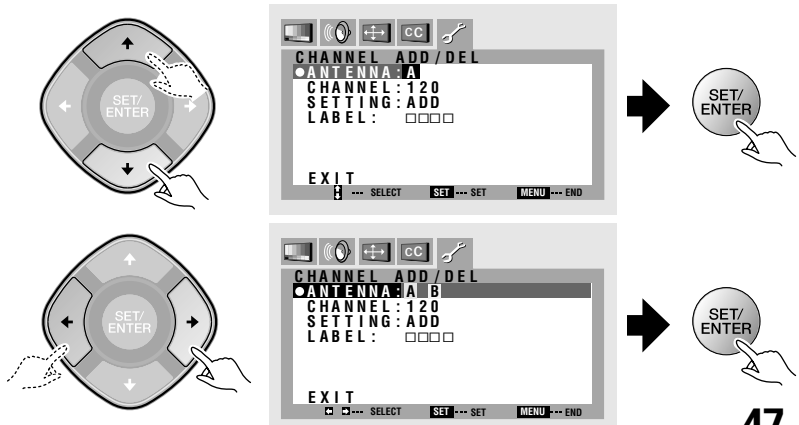 SET/
ENTER
CC
CHANNEL ADD/DEL
●ANTENNA:A
CHANNEL:120
SETTING:ADD
LABEL: □□□□
EXIT
--- SELECT SET --- SET MENU --- END
SET/
ENTER
SET/
ENTER
CC
CHANNEL ADD/DEL
●ANTENNA:A B
CHANNEL:120
SETTING:ADD
LABEL: □□□□
EXIT
--- SELECT SET --- SET MENU --- END
SET/
ENTER
47